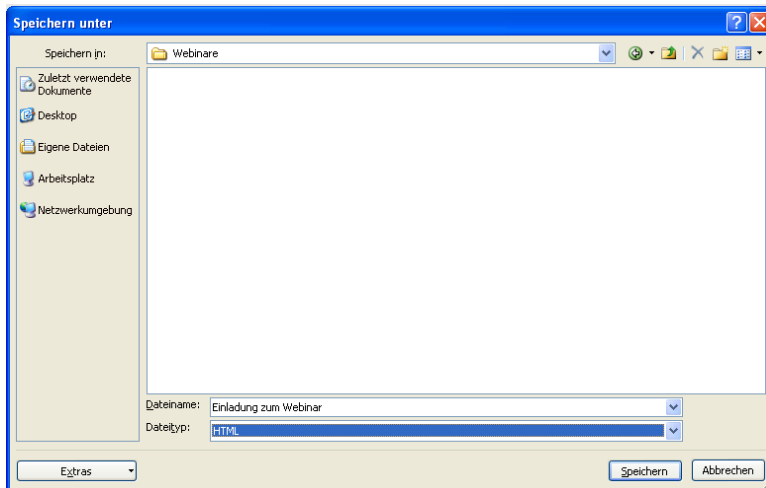 Speichern unter
Speichern in:
Webinare
Zuletzt verwendete
Dokumente
Desktop
Eigene Dateien
Arbeitsplatz
Netzwerkumgebung
Dateiname:
Einladung zum Webinar
Dateityp:
HTML
Extras
Speichern
Abbrechen